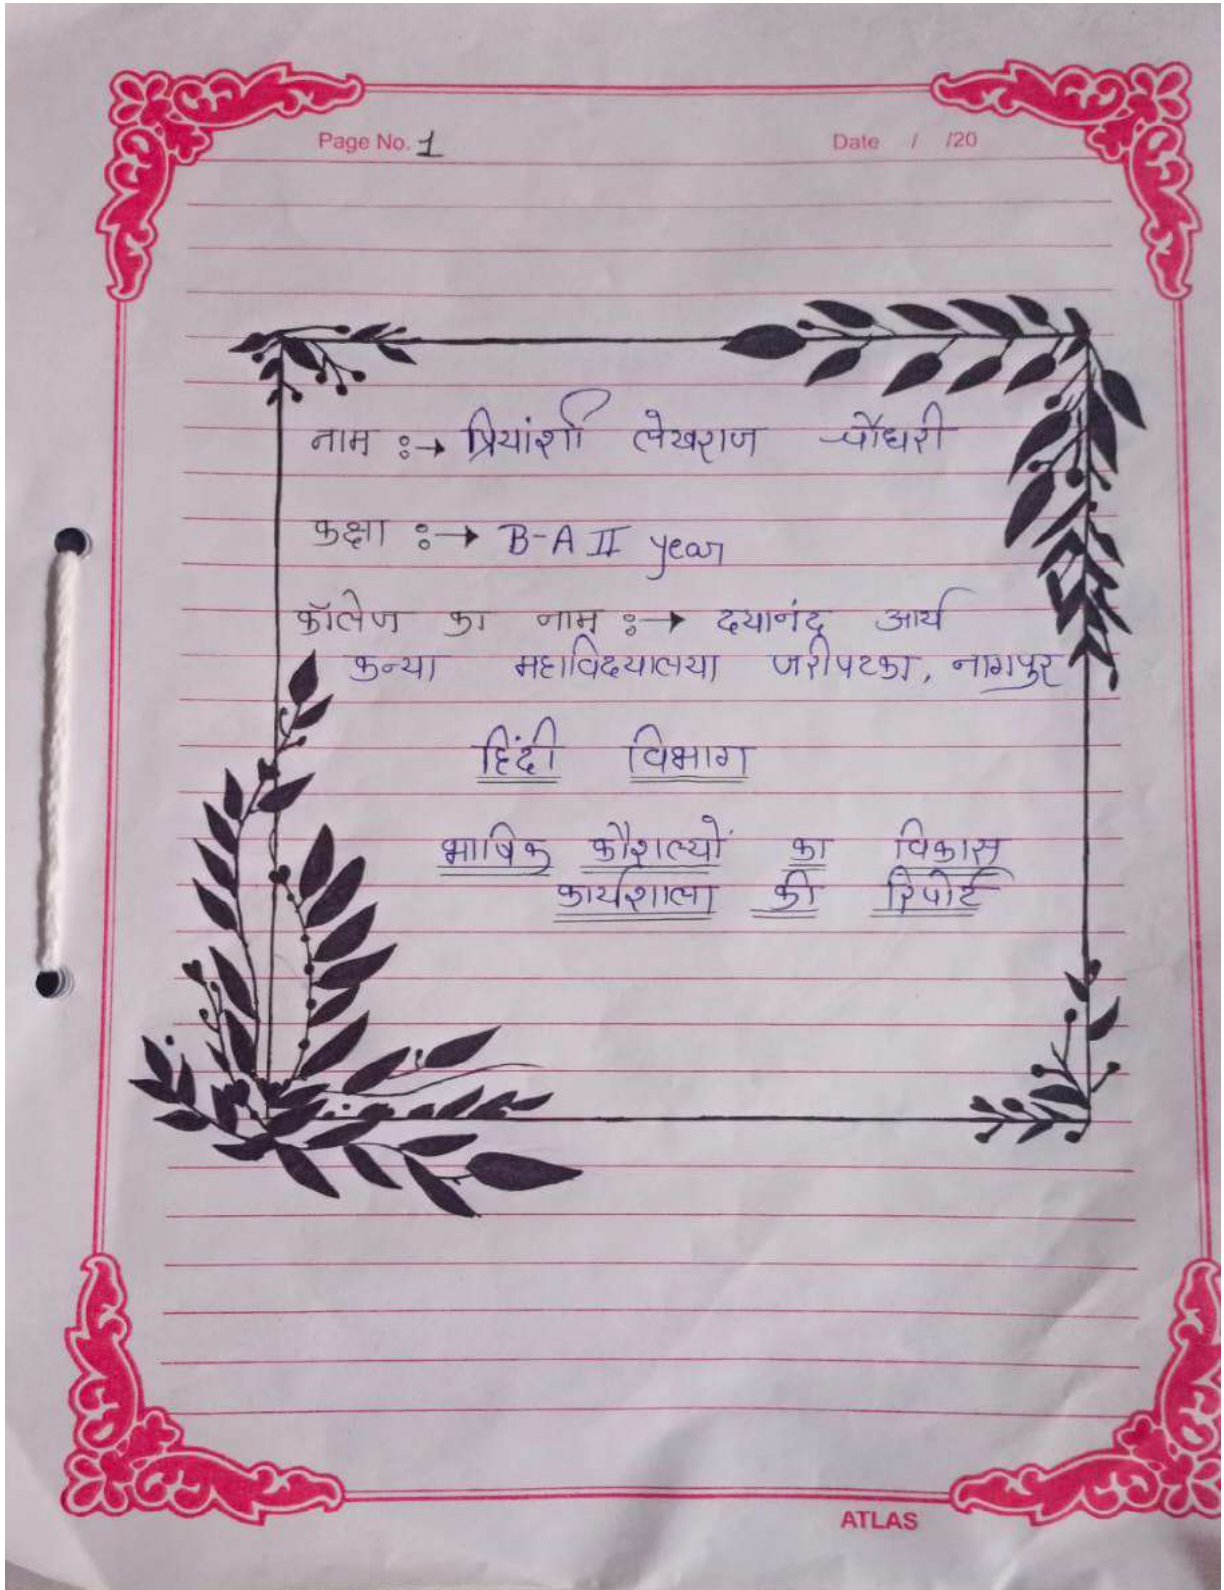 Page No. 1
Date / /20
नाम :→ प्रियांशी लेखराज चौधरी
कक्षा :→ B-A II year
कॉलेज का नाम :→ दयानंद आर्य
कन्या महाविदयालया जरीपटका, नागपुर
हिंदी विभाग
भाषिक कौशल्यों का विकास
कार्यशाला की रिपोर्ट
ATLAS